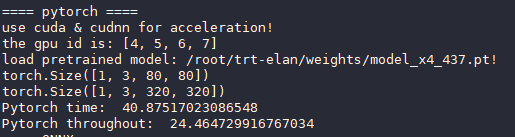 ==== pytorch ====
use cuda & cudnn for acceleration!
the gpu id is: [4, 5, 6, 7]
load pretrained model: /root/trt-elan/weights/model_x4_437.pt!
torch.Size([1, 3, 80, 80])
torch.Size([1, 3, 320, 320])
Pytorch time:  40.87517023086548
Pytorch throughout:  24.464729916767034